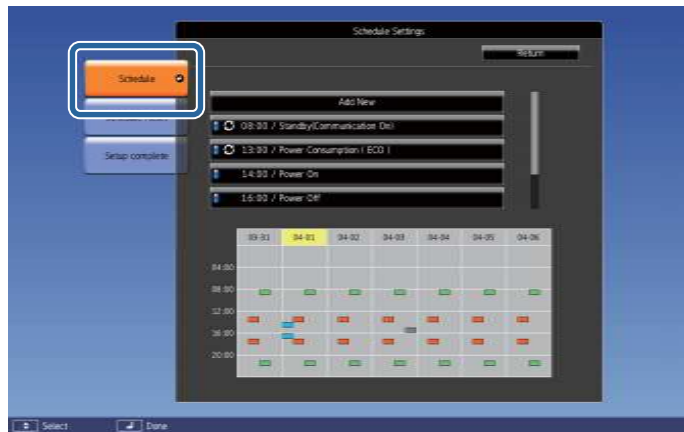 Schedule Settings
Return
Schedule
Add New
08:00 / Standby(Communication On)
13:00 / Power Consumption ( ECO )
Setup complete
14:00 / Power On
16:00 / Power Off
03-31 04-01 04-02 04-03 04-04 04-05 04-06
04:00
08:00
12:00
16:00
20:00
Select Done